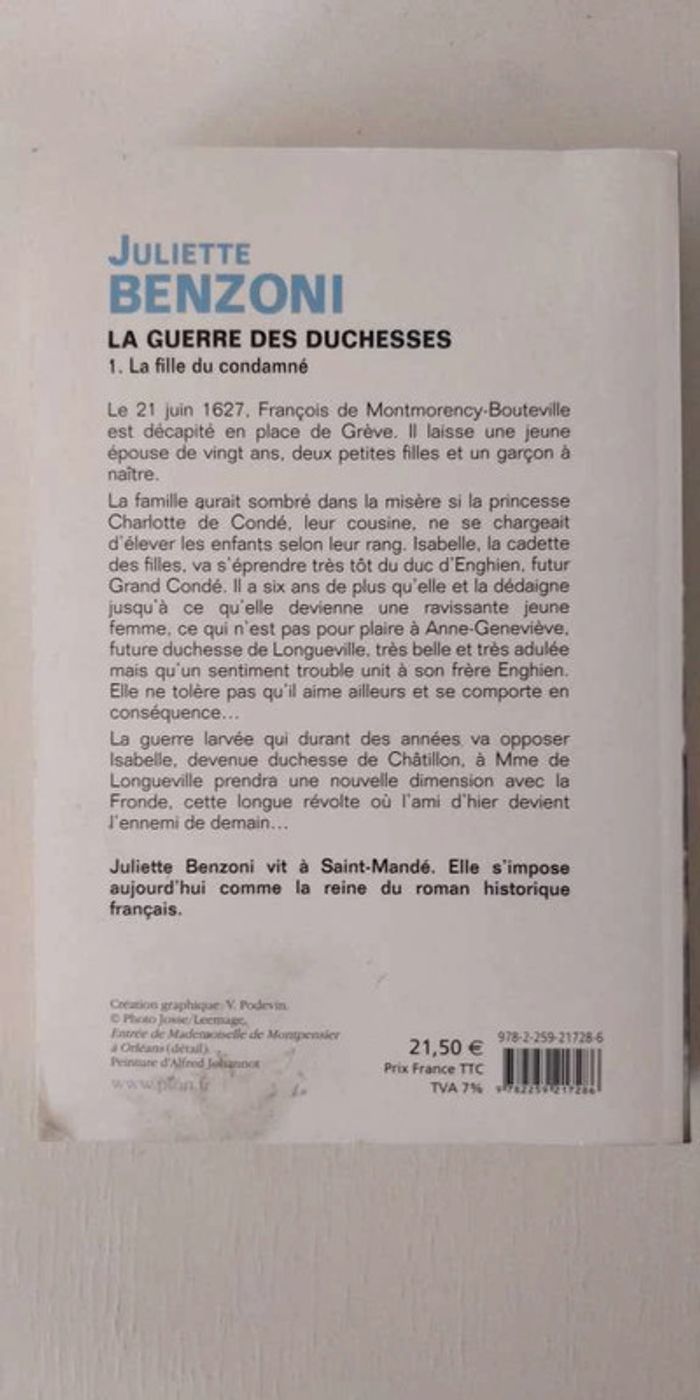 JULIETTE
BENZONI
LA GUERRE DES DUCHESSES
1. La fille du condamné
Le 21 juin 1627, François de Montmorency-Bouteville
est décapité en place de Grève. Il laisse une jeune
épouse de vingt ans, deux petites filles et un garçon à
naître.
La famille aurait sombré dans la misère si la princesse
Charlotte de Condé, leur cousine, ne se chargeait
d'élever les enfants selon leur rang. Isabelle, la cadette
des filles, va s'éprendre très tôt du duc d'Enghien, futur
Grand Condé. Il a six ans de plus qu'elle et la dédaigne
jusqu'à ce qu'elle devienne une ravissante jeune
femme, ce qui n'est pas pour plaire à Anne-Geneviève,
future duchesse de Longueville, très belle et très adulée
mais qu'un sentiment trouble unit à son frère Enghien.
Elle ne tolère pas qu'il aime ailleurs et se comporte en
conséquence...
La guerre larvée qui durant des années va opposer
Isabelle, devenue duchesse de Châtillon, à Mme de
Longueville prendra une nouvelle dimension avec la
Fronde, cette longue révolte où l'ami d'hier devient
l'ennemi de demain...
Juliette Benzoni vit à Saint-Mandé. Elle s'impose
aujourd'hui comme la reine du roman historique
français.
Création graphique: V. Podevin.
© Photo Josse/Leemage,
Entrée de Mademoiselle de Montpensier
à Orléans (détail).
Peinture d'Alfred Johannot
www.plon.fr
21,50 €
Prix France TTC
TVA 7%
978-2-259-21728-6
9 782259 217286